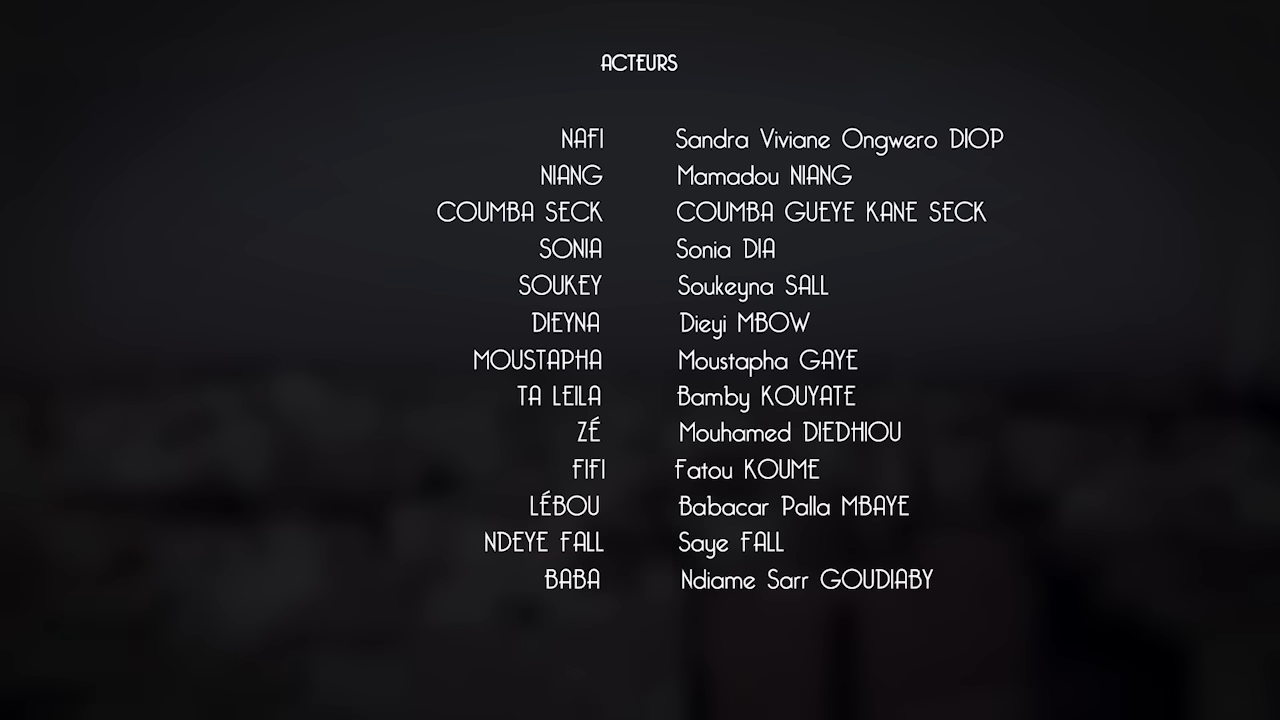 ACTEURS
NAFI Sandra Viviane Ongwero DIOP
NIANG Mamadou NIANG
COUMBA SECK COUMBA GUEYE KANE SECK
SONIA Sonia DIA
SOUKEY Soukeyna SALL
DIEYNA Dieyi MBOW
MOUSTAPHA Moustapha GAYE
TA LEILA Bamby KOUYATE
ZÉ Mouhamed DIEDHIOU
FIFI Fatou KOUME
LÉBOU Babacar Palla MBAYE
NDEYE FALL Saye FALL
BABA Ndiame Sarr GOUDIABY